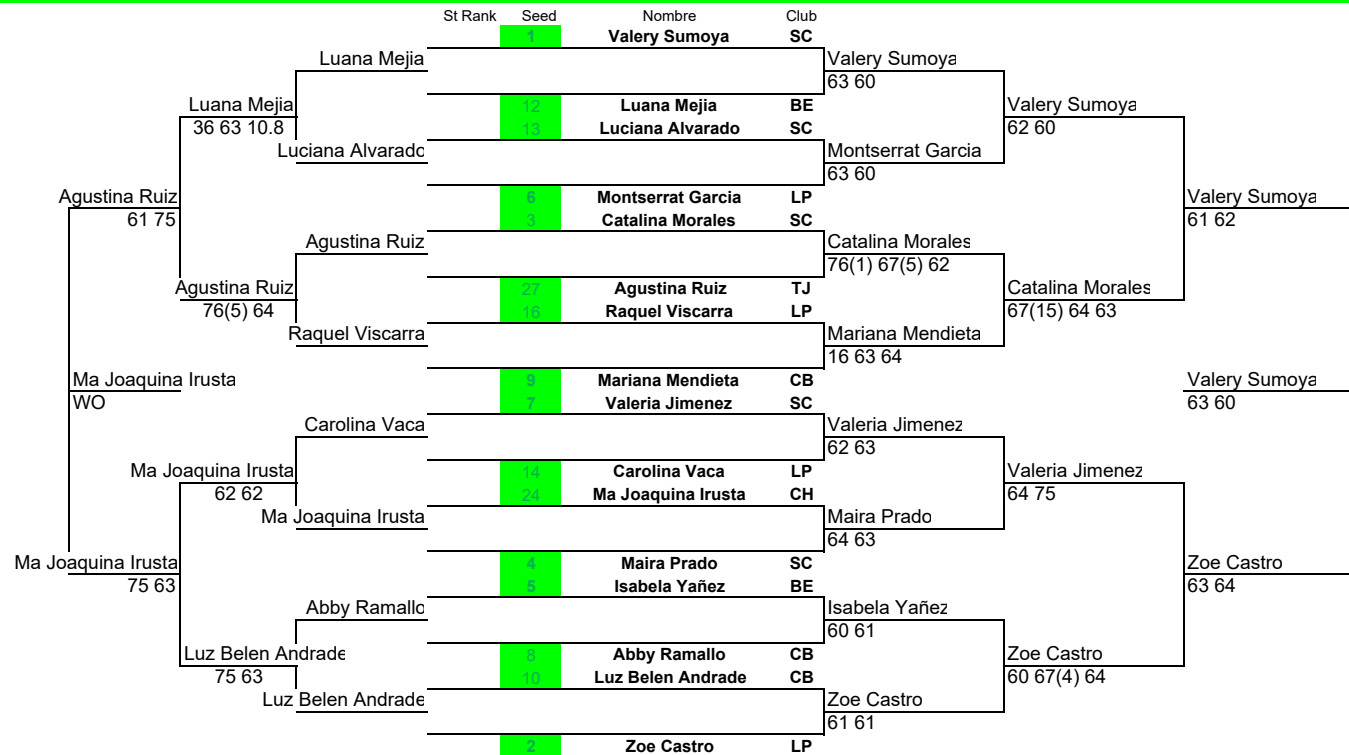 St Rank Seed Nombre Club
1 Valery Sumoya SC
Luana Mejia Valery Sumoya
63 60
Luana Mejia 12 Luana Mejia BE Valery Sumoya
36 63 10.8 13 Luciana Alvarado SC 62 60
Luciana Alvarado Montserrat Garcia
63 60
Agustina Ruiz 6 Montserrat Garcia LP Valery Sumoya
61 75 3 Catalina Morales SC 61 62
Agustina Ruiz Catalina Morales
76(1) 67(5) 62
Agustina Ruiz 27 Agustina Ruiz TJ Catalina Morales
76(5) 64 16 Raquel Viscarra LP 67(15) 64 63
Raquel Viscarra Mariana Mendieta
16 63 64
Ma Joaquina Irusta 9 Mariana Mendieta CB Valery Sumoya
WO 7 Valeria Jimenez SC 63 60
Carolina Vaca Valeria Jimenez
62 63
Ma Joaquina Irusta 14 Carolina Vaca LP Valeria Jimenez
62 62 24 Ma Joaquina Irusta CH 64 75
Ma Joaquina Irusta Maira Prado
64 63
Ma Joaquina Irusta 4 Maira Prado SC Zoe Castro
75 63 5 Isabela Yañez BE 63 64
Abby Ramallo Isabela Yañez
60 61
Luz Belen Andrade 8 Abby Ramallo CB Zoe Castro
75 63 10 Luz Belen Andrade CB 60 67(4) 64
Luz Belen Andrade Zoe Castro
61 61
2 Zoe Castro LP